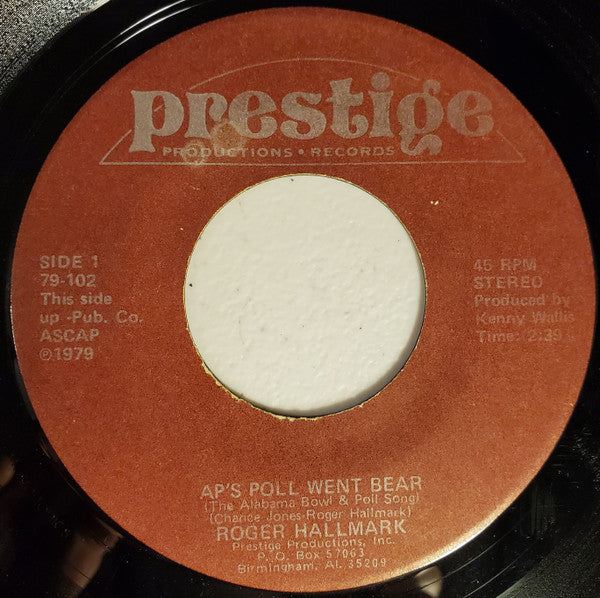 prestige
PRODUCTIONS • RECORDS
SIDE 1
79-102
This side
up -Pub. Co.
ASCAP
℗1979
45 RPM
STEREO
Produced by
Kenny Wallis
Time: 2:39
AP'S POLL WENT BEAR
(The Alabama Bowl & Poll Song)
(Chance Jones-Roger Hallmark)
ROGER HALLMARK
Prestige Productions, Inc.
P. O. Box 57063
Birmingham, Al. 35209